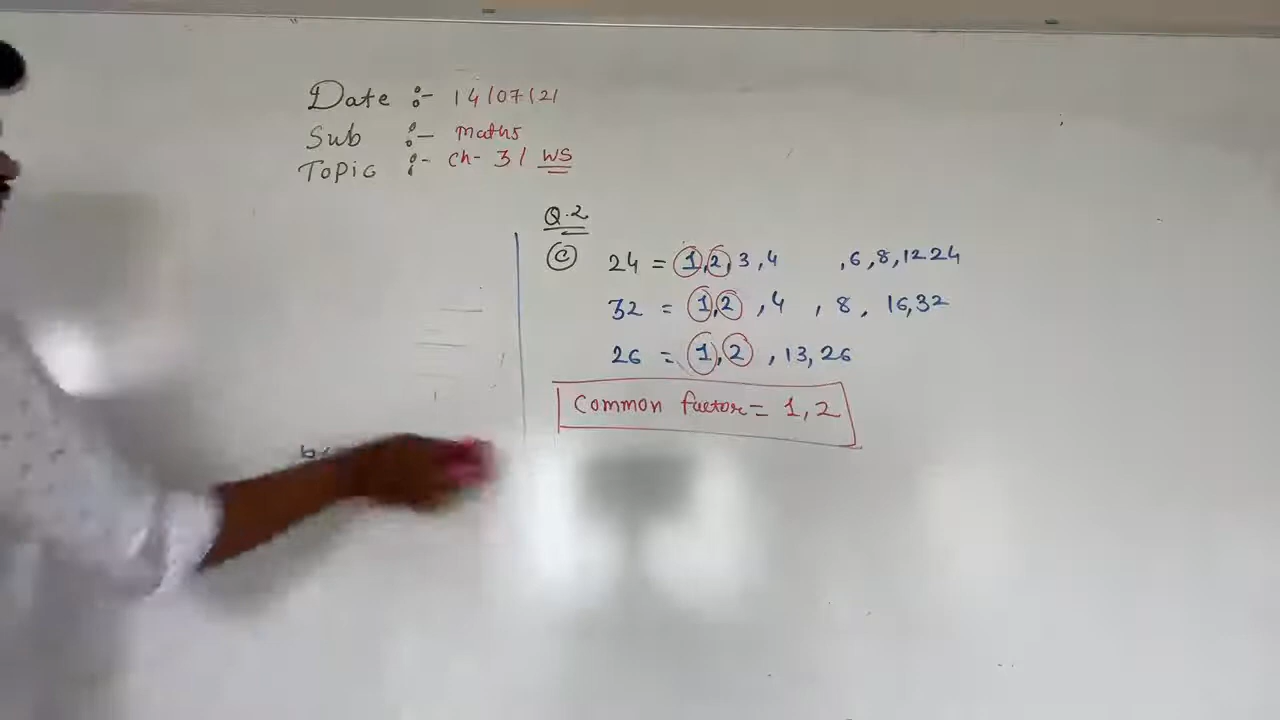 Date :- 14/07/21
Sub :- maths
Topic :- Ch- 3/ WS
Q.2
(c) 24 = 1, 2, 3, 4 , 6, 8, 12 24
32 = 1, 2 , 4 , 8 , 16, 32
26 = 1, 2 , 13, 26
Common factor = 1, 2